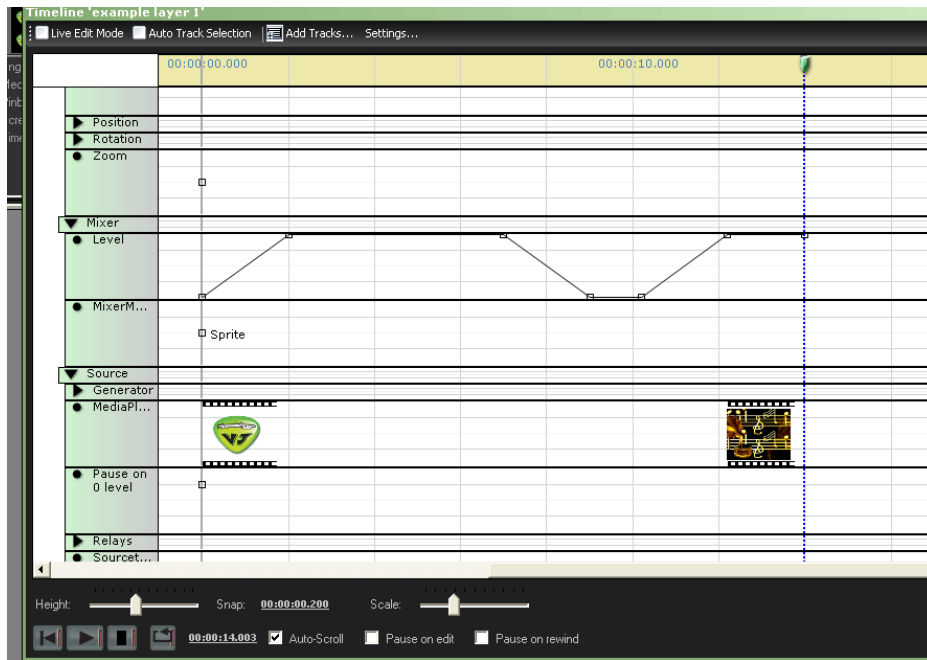 Timeline 'example layer 1'
Live Edit Mode Auto Track Selection Add Tracks... Settings...
00:00:00.000 00:00:10.000
Position
Rotation
Zoom
Mixer
Level
MixerM...
Sprite
Source
Generator
MediaPl...
VJ
Pause on
0 level
Relays
Sourcet...
Height: Snap: 00:00:00.200 Scale:
00:00:14.003 Auto-Scroll Pause on edit Pause on rewind